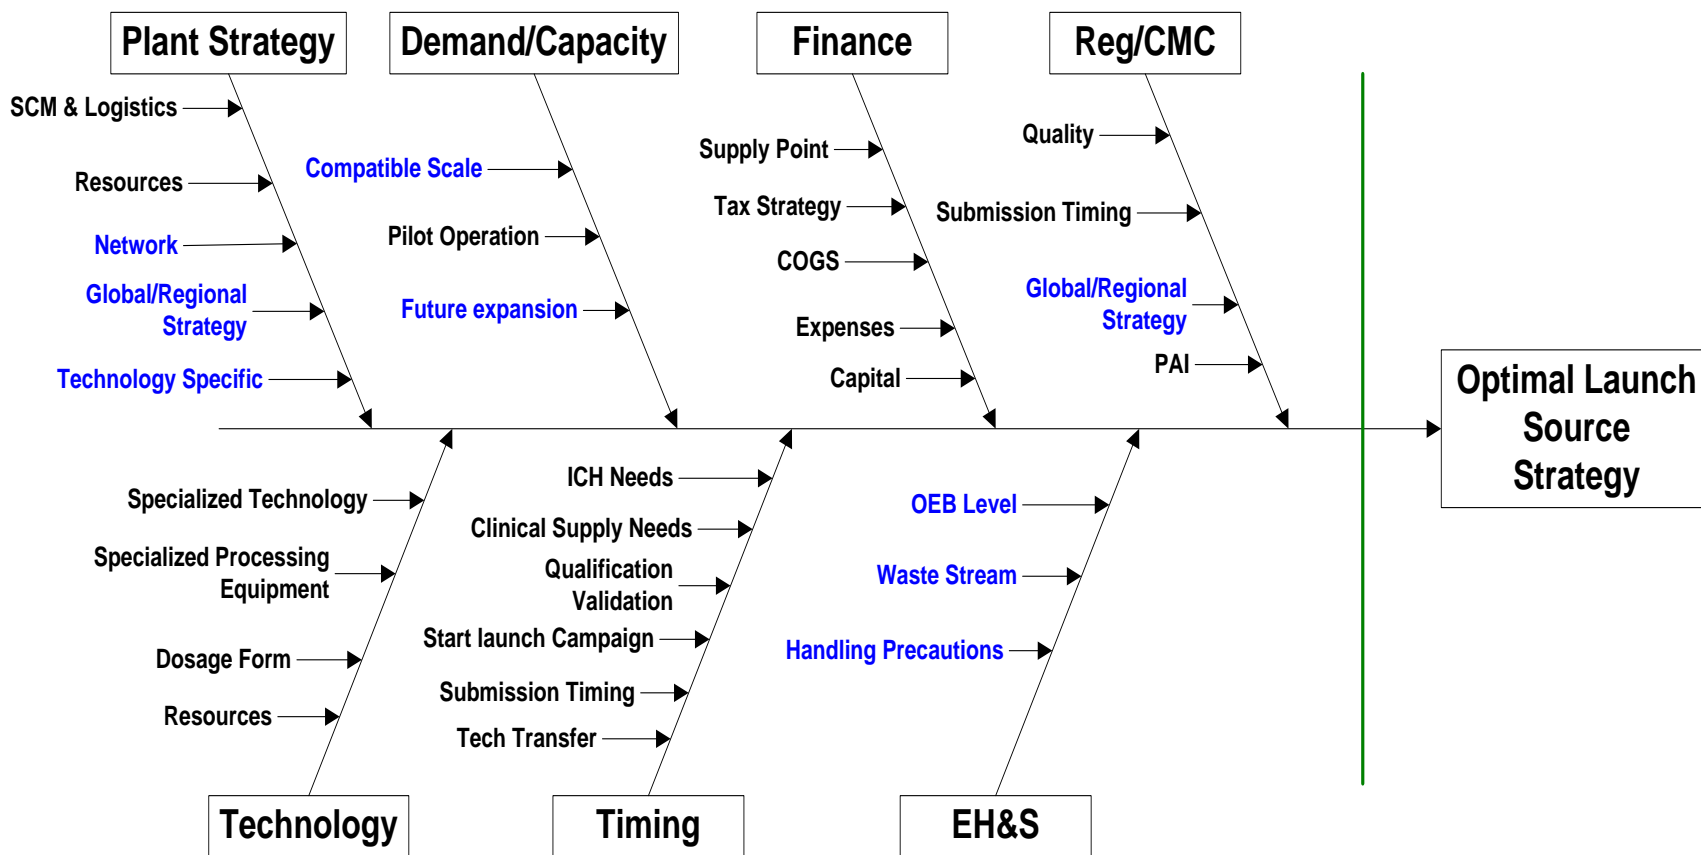 Plant Strategy
Demand/Capacity
Finance
Reg/CMC
SCM & Logistics
Resources
Network
Global/Regional
Strategy
Technology Specific
Compatible Scale
Pilot Operation
Future expansion
Supply Point
Tax Strategy
COGS
Expenses
Capital
Quality
Submission Timing
Global/Regional
Strategy
PAI
Optimal Launch
Source
Strategy
Specialized Technology
Specialized Processing
Equipment
Dosage Form
Resources
ICH Needs
Clinical Supply Needs
Qualification
Validation
Start launch Campaign
Submission Timing
Tech Transfer
OEB Level
Waste Stream
Handling Precautions
Technology
Timing
EH&S